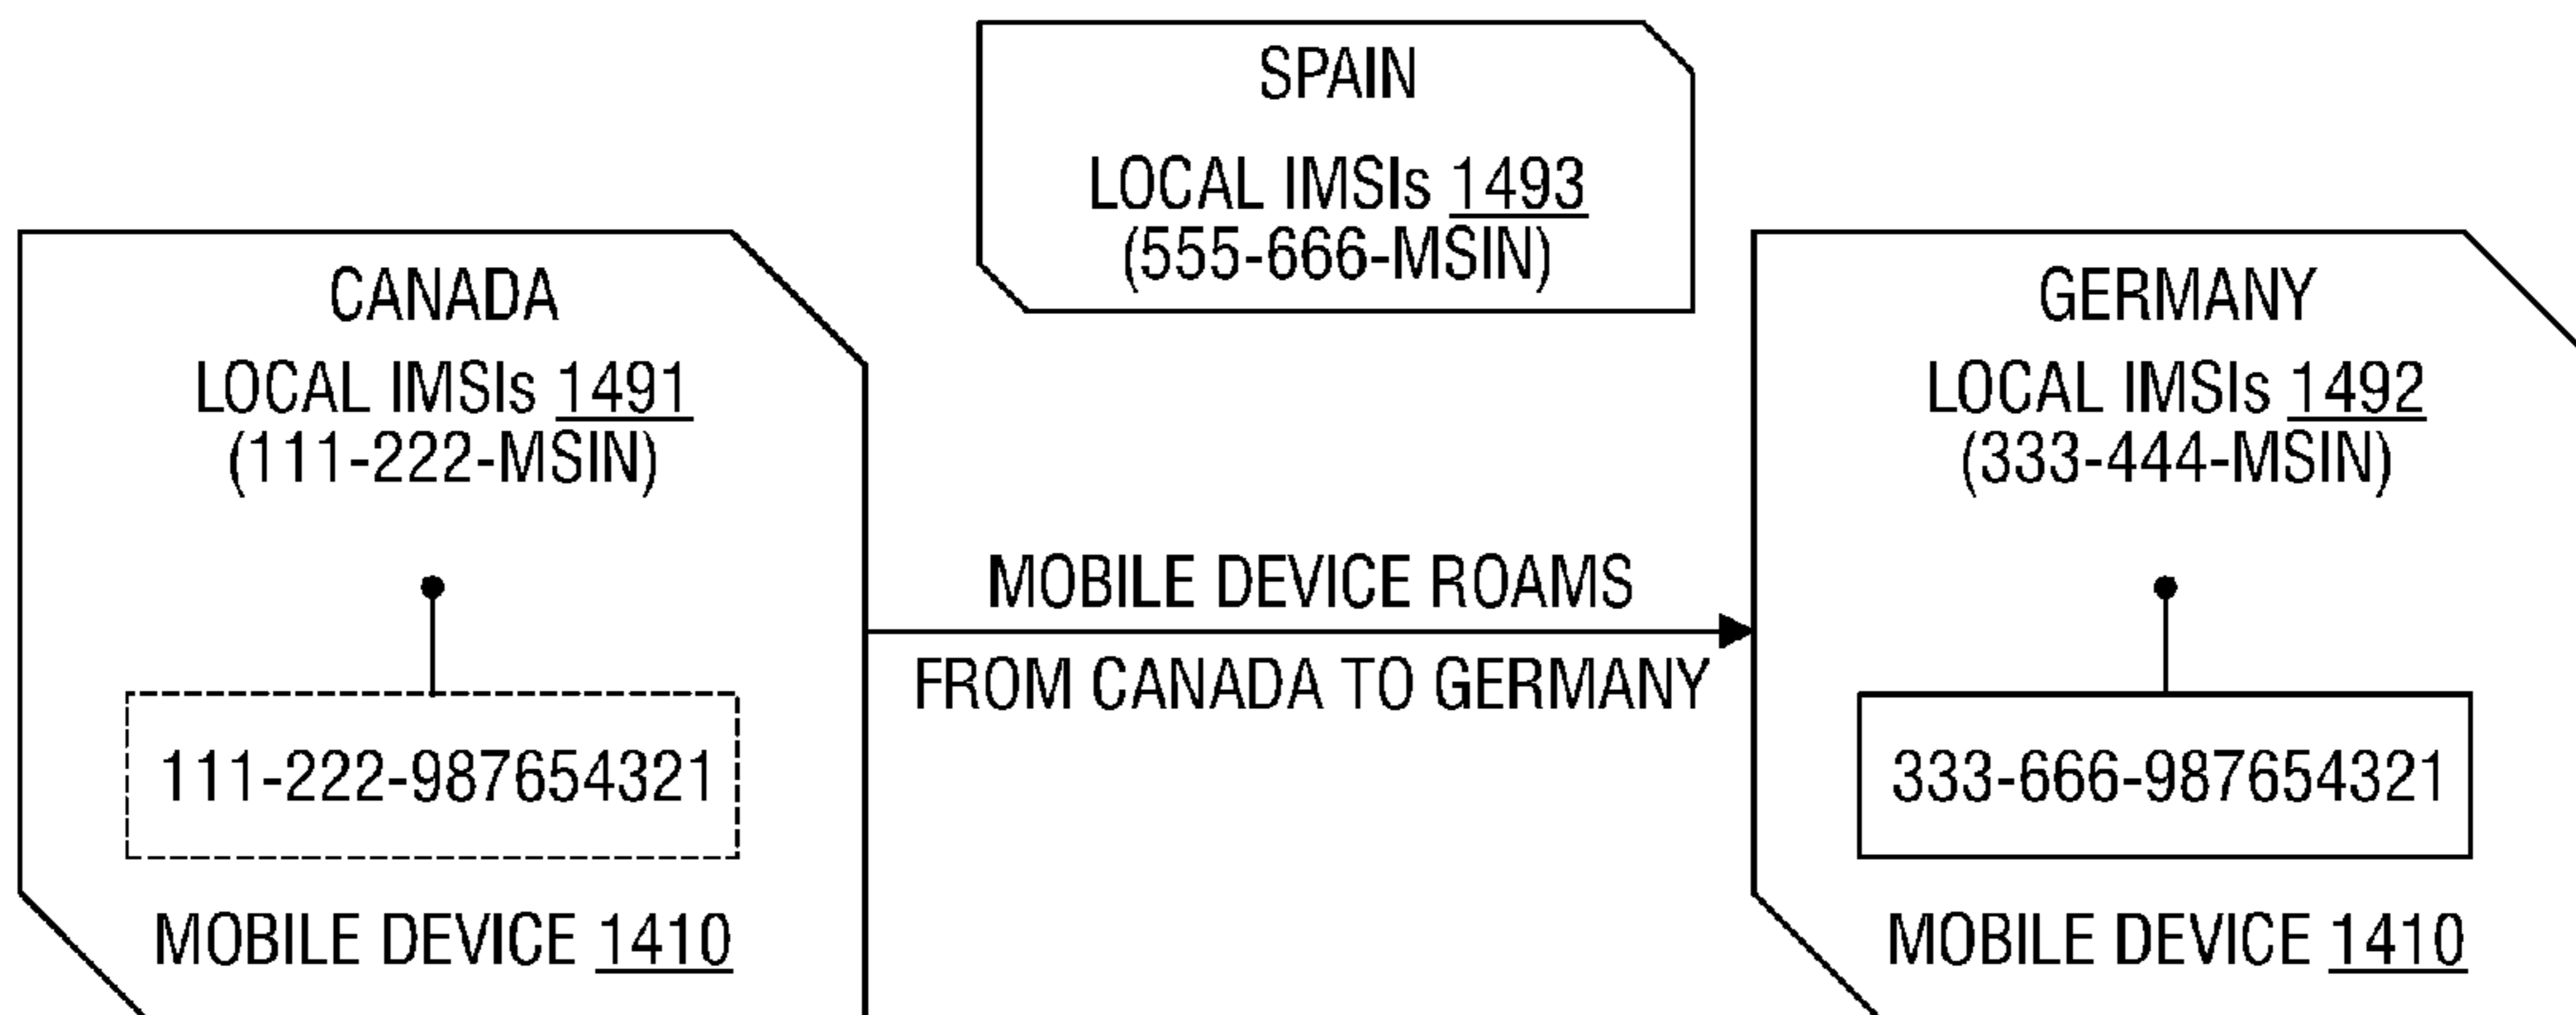 SPAIN
LOCAL IMSIs 1493
(555-666-MSIN)
CANADA
LOCAL IMSIs 1491
(111-222-MSIN)
111-222-987654321
MOBILE DEVICE 1410
MOBILE DEVICE ROAMS
FROM CANADA TO GERMANY
GERMANY
LOCAL IMSIs 1492
(333-444-MSIN)
333-666-987654321
MOBILE DEVICE 1410